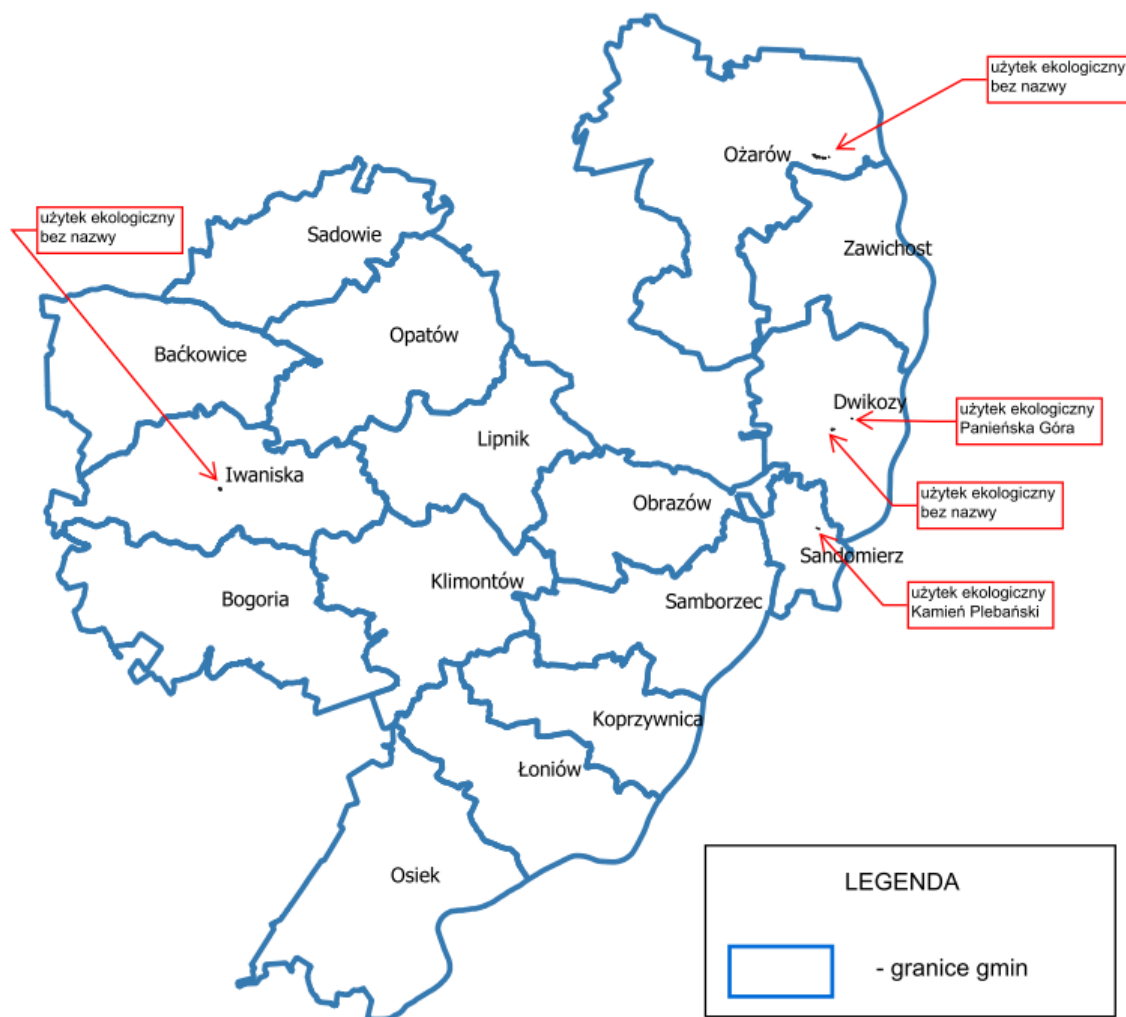 użytek ekologiczny
bez nazwy
Ożarów
użytek ekologiczny
bez nazwy
Sadowie
Zawichost
Opatów
Baćkowice
Dwikozy
użytek ekologiczny
Panieńska Góra
Lipnik
Iwaniska
Obrazów
użytek ekologiczny
bez nazwy
Sandomierz
Klimontów
Bogoria
Samborzec
użytek ekologiczny
Kamień Plebański
Koprzywnica
Łoniów
Osiek
LEGENDA
- granice gmin